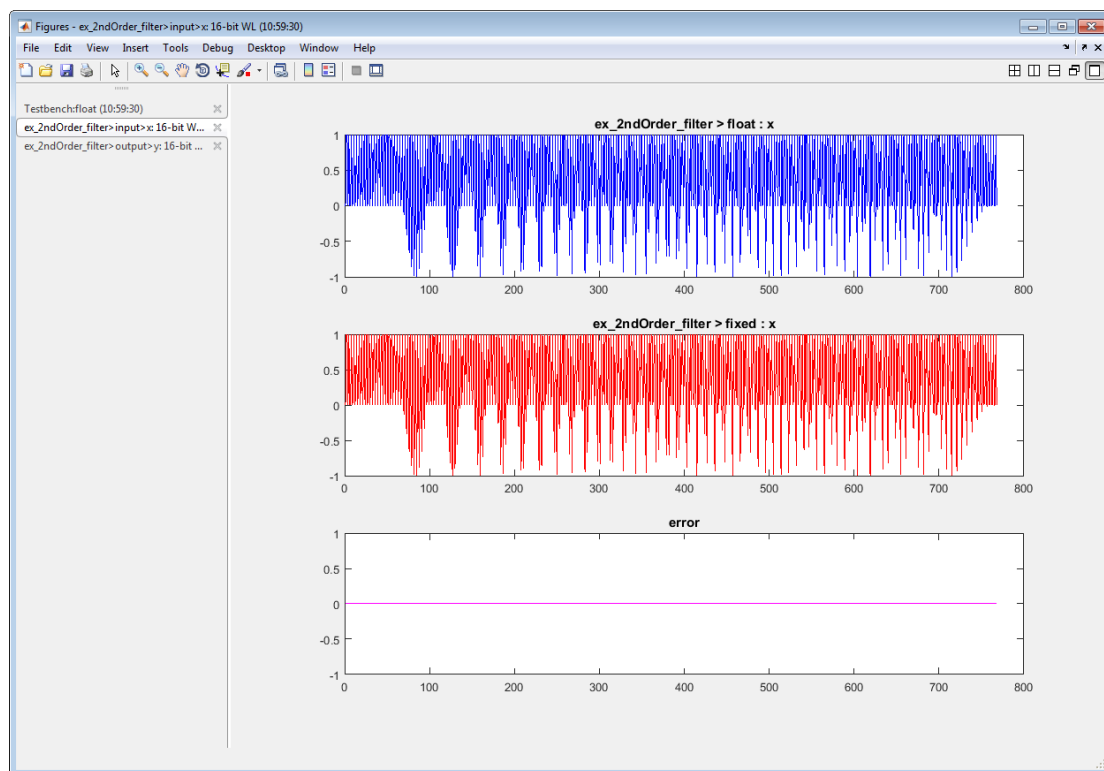 Figures - ex_2ndOrder_filter>input>x: 16-bit WL (10:59:30)
File Edit View Insert Tools Debug Desktop Window Help
Testbench:float (10:59:30)
ex_2ndOrder_filter>input>x: 16-bit W...
ex_2ndOrder_filter>output>y: 16-bit ...
ex_2ndOrder_filter > float : x
1
0.5
0
-0.5
-1
0 100 200 300 400 500 600 700 800
ex_2ndOrder_filter > fixed : x
1
0.5
0
-0.5
-1
0 100 200 300 400 500 600 700 800
error
1
0.5
0
-0.5
-1
0 100 200 300 400 500 600 700 800